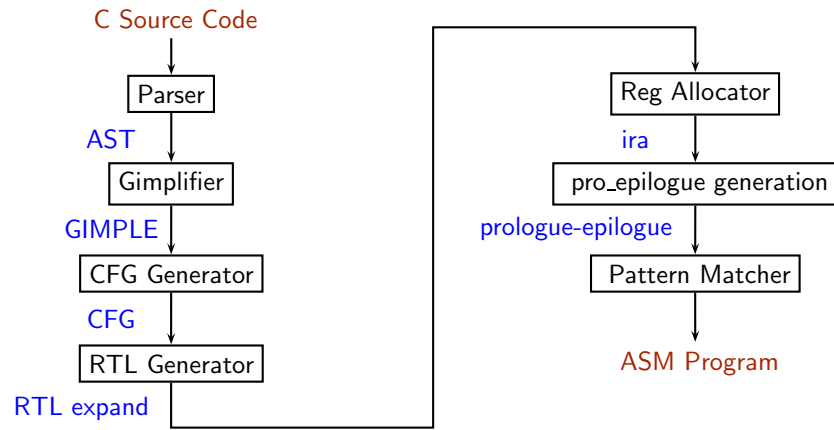 C Source Code
Parser
AST
Gimplifier
GIMPLE
CFG Generator
CFG
RTL Generator
RTL expand
Reg Allocator
ira
pro_epilogue generation
prologue-epilogue
Pattern Matcher
ASM Program